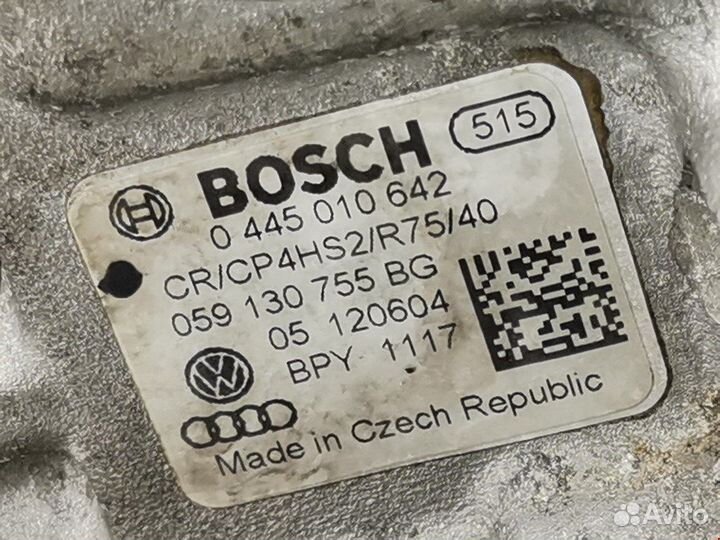 BOSCH 515
0 445 010 642
CR/CP4HS2/R75/40
059 130 755 BG
05 120604
BPY 1117
Made in Czech Republic
Avito